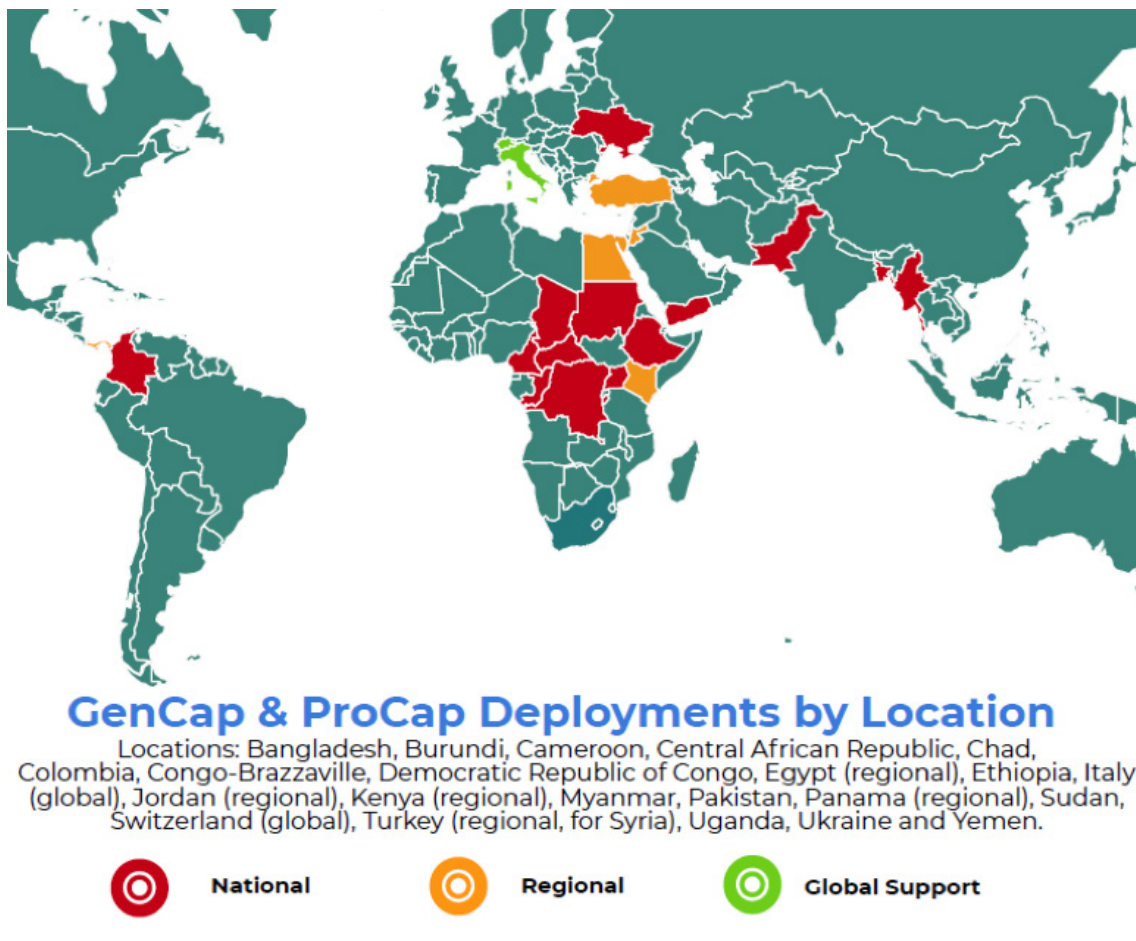 GenCap & ProCap Deployments by Location
Locations: Bangladesh, Burundi, Cameroon, Central African Republic, Chad,
Colombia, Congo-Brazzaville, Democratic Republic of Congo, Egypt (regional), Ethiopia, Italy
(global), Jordan (regional), Kenya (regional), Myanmar, Pakistan, Panama (regional), Sudan,
Switzerland (global), Turkey (regional, for Syria), Uganda, Ukraine and Yemen.
National
Regional
Global Support